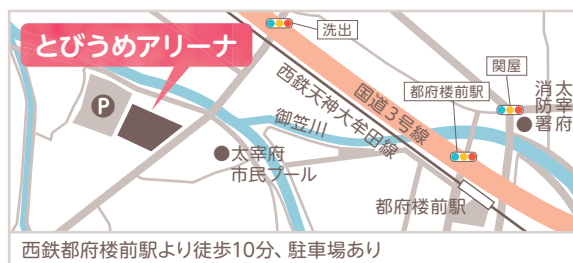 洗出
とびうめアリーナ
関屋
太宰府
消防署
都府楼前駅
国道3号線
西鉄天神大牟田線
P
御笠川
太宰府
市民プール
都府楼前駅
西鉄都府楼前駅より徒歩10分、駐車場あり